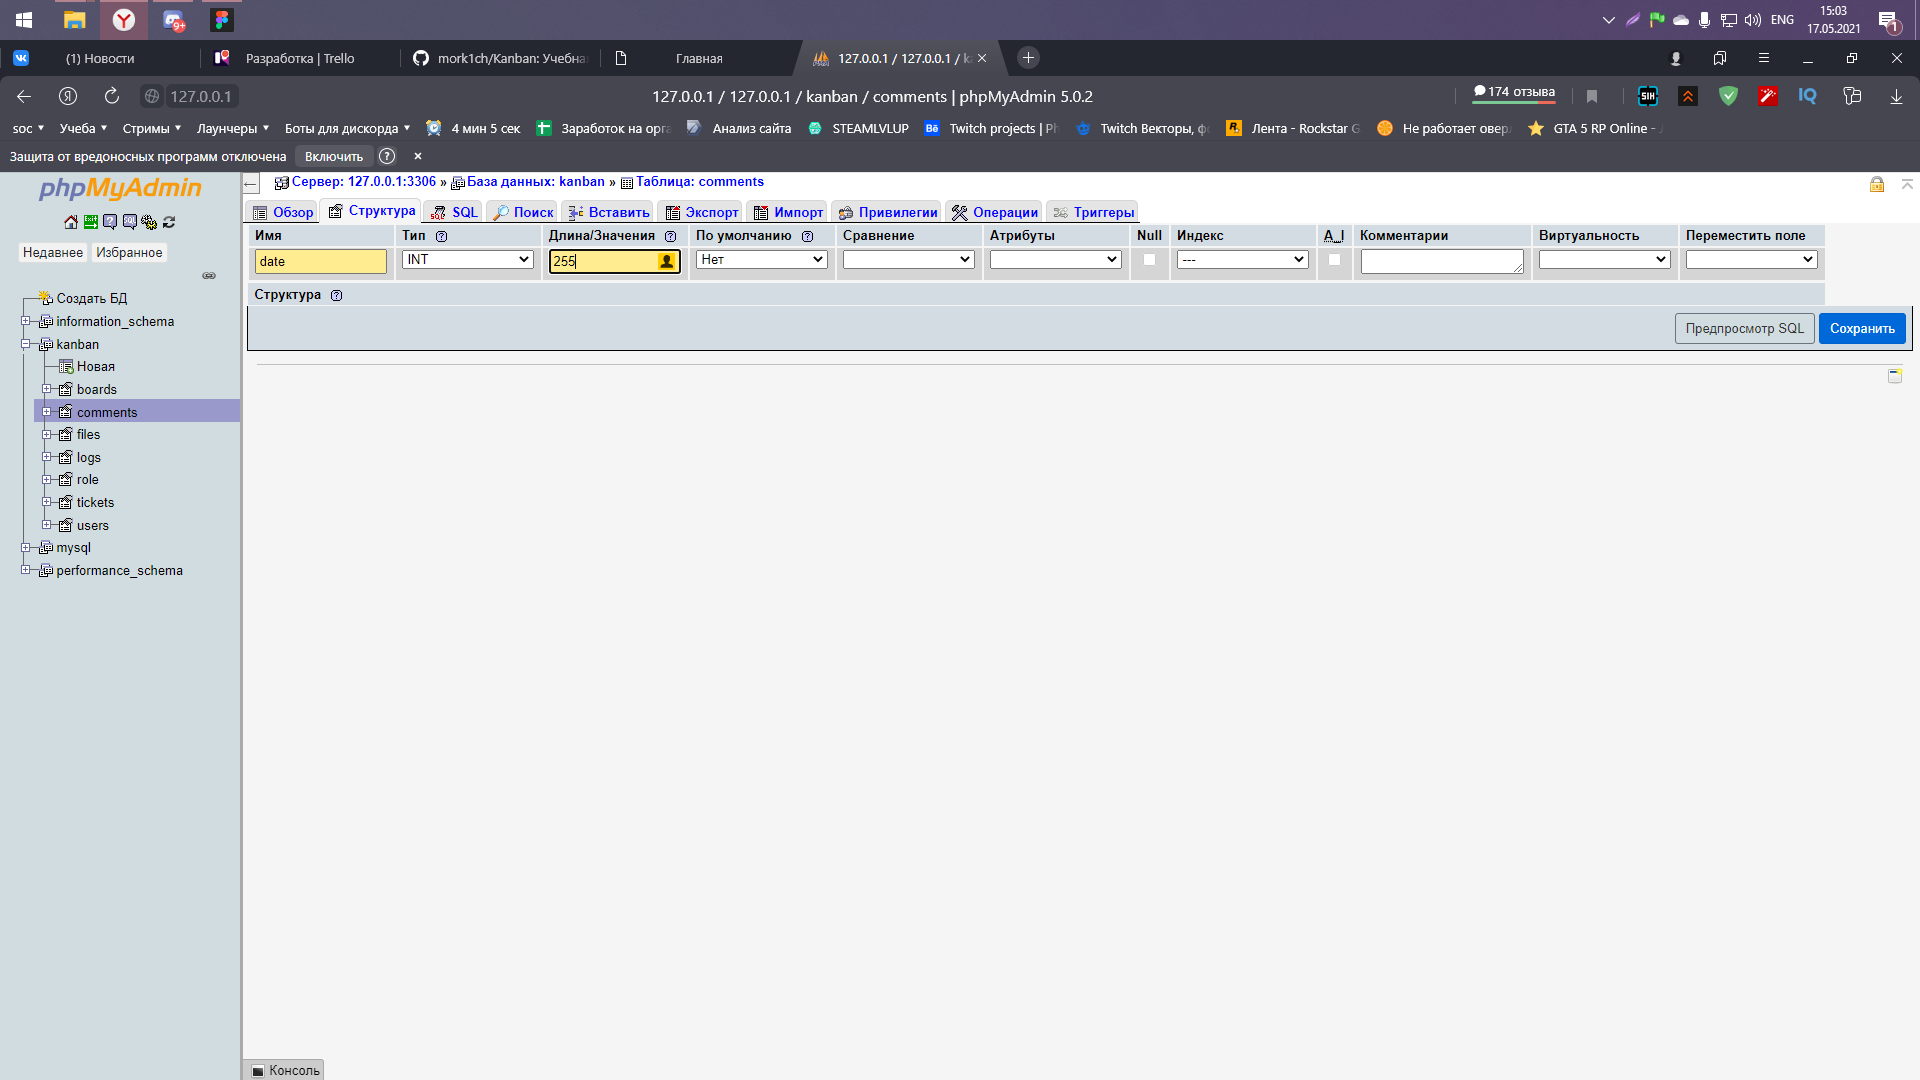 9+
ENG
15:03
17.05.2021
1
(1) Новости
Разработка | Trello
mork1ch/Kanban: Учебна
Главная
127.0.0.1 / 127.0.0.1 / k
127.0.0.1
127.0.0.1 / 127.0.0.1 / kanban / comments | phpMyAdmin 5.0.2
174 отзыва
SIH
IQ
soc
Учеба
Стримы
Лаунчеры
Боты для дискорда
4 мин 5 сек
Заработок на орга
Анализ сайта
STEAMLVLUP
Bē
Twitch projects | Ph
Twitch Векторы, ф
Лента - Rockstar G
Не работает овер
GTA 5 RP Online -
Защита от вредоносных программ отключена
Включить
phpMyAdmin
Недавнее
Избранное
Создать БД
information_schema
kanban
Новая
boards
comments
files
logs
role
tickets
users
mysql
performance_schema
Сервер: 127.0.0.1:3306 » База данных: kanban » Таблица: comments
Обзор
Структура
SQL
Поиск
Вставить
Экспорт
Импорт
Привилегии
Операции
Триггеры
Имя
Тип
Длина/Значения
По умолчанию
Сравнение
Атрибуты
Null
Индекс
A_I
Комментарии
Виртуальность
Переместить поле
date
INT
255
Нет
---
Структура
Предпросмотр SQL
Сохранить
Консоль